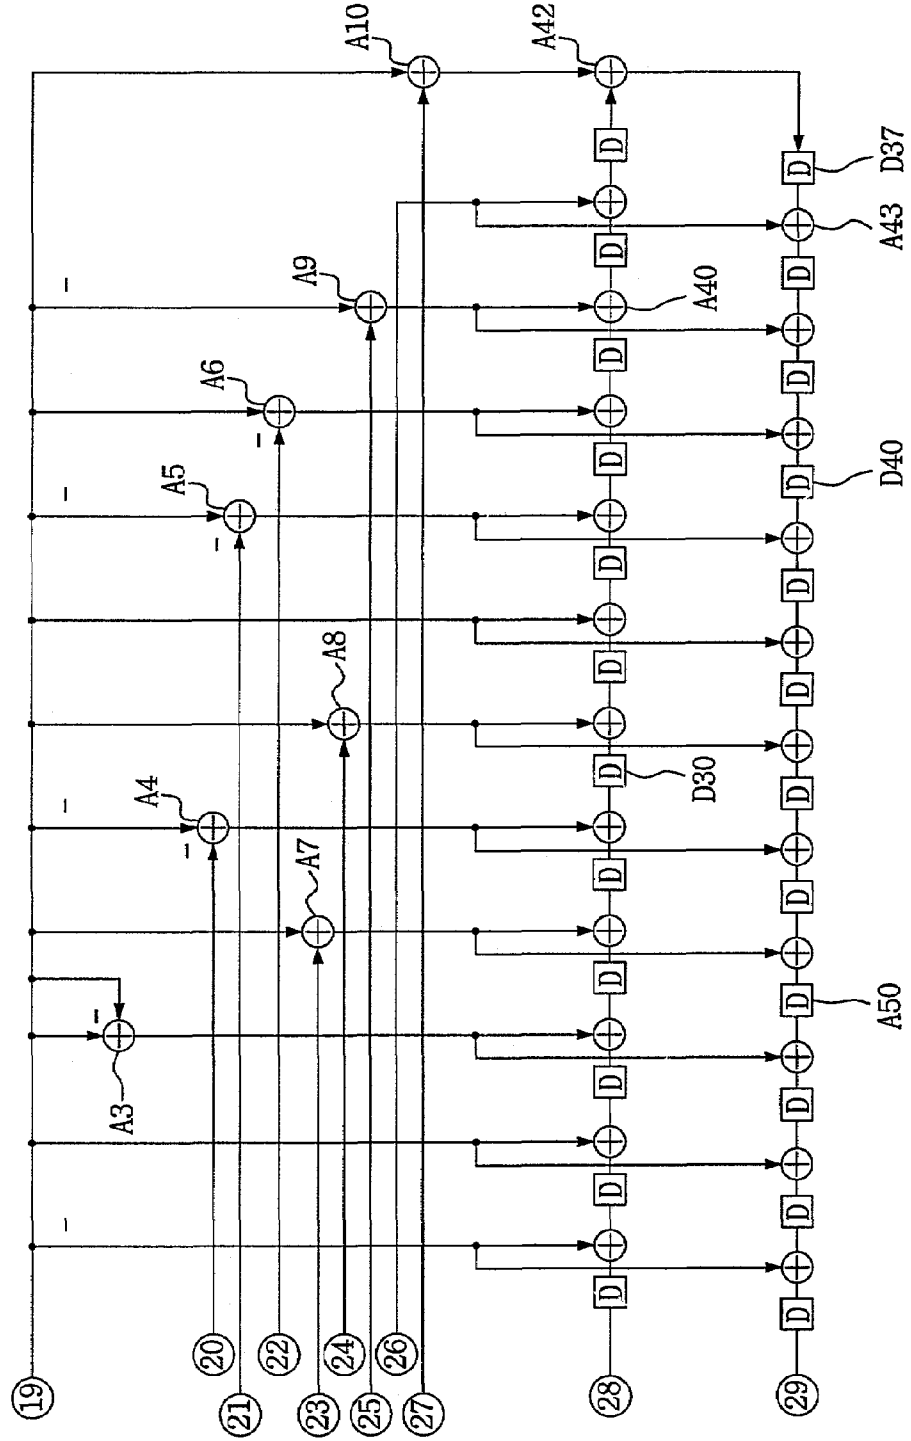 19
− − − −
−
A3
A4
A5
−
20
A6
−
21
−
22
A7
A9
23
A8
24
A10
25
26
27
A42
28 D D D D D D D D D D D D
D30 A40
29 D D D D D D D D D D D D
A50 D40 A43 D37